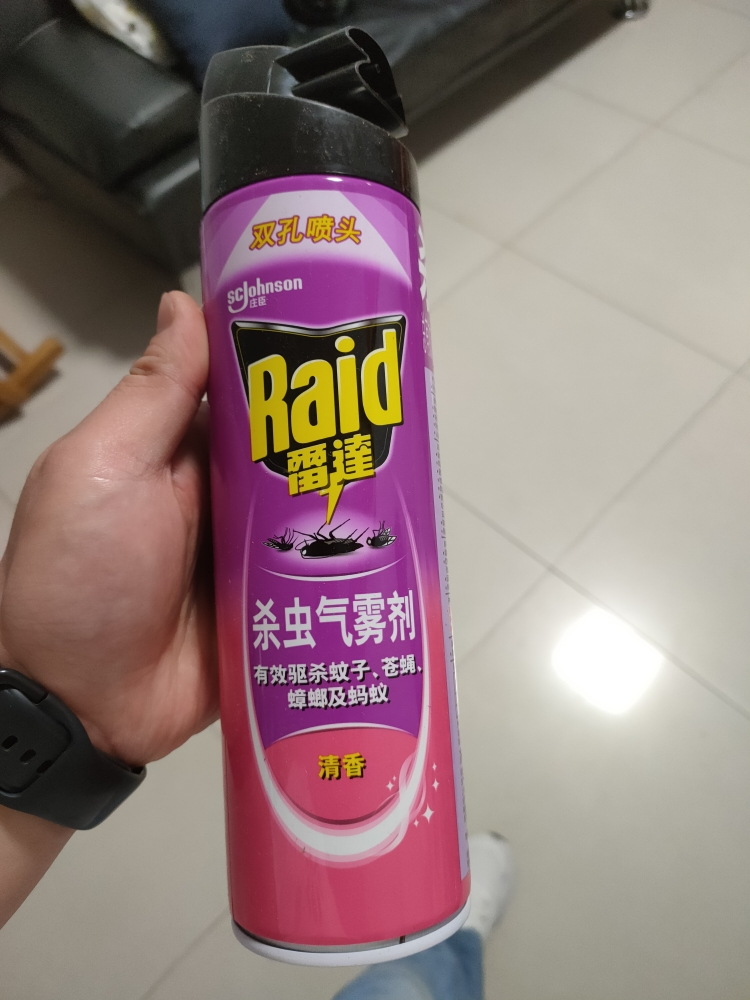 双孔喷头
scjohnson
庄臣
Raid
雷達
杀虫气雾剂
有效驱杀蚊子、苍蝇、
蟑螂及蚂蚁
清香